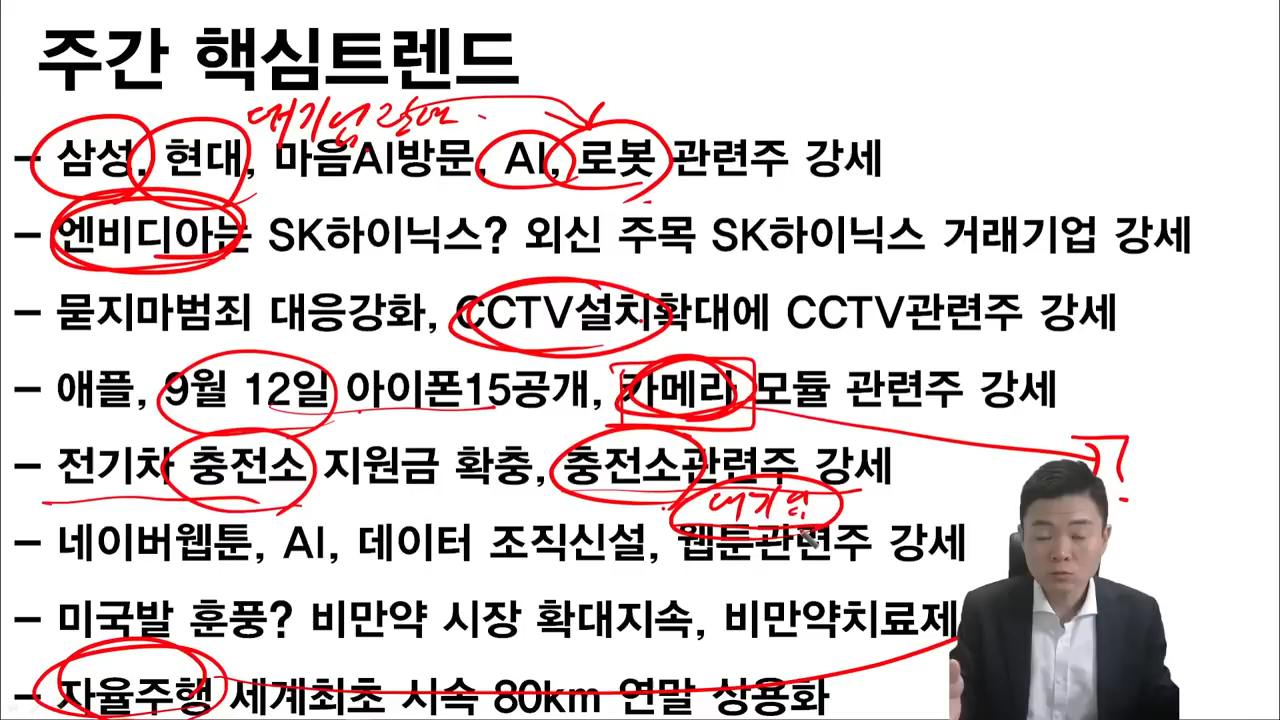 주간 핵심트렌드
대기업 관련
– 삼성, 현대, 마음AI방문, AI, 로봇 관련주 강세
– 엔비디아는 SK하이닉스? 외신 주목 SK하이닉스 거래기업 강세
– 묻지마범죄 대응강화, CCTV설치확대에 CCTV관련주 강세
– 애플, 9월 12일 아이폰15공개, 카메라 모듈 관련주 강세
– 전기차 충전소 지원금 확충, 충전소관련주 강세
대기업
– 네이버웹툰, AI, 데이터 조직신설, 웹툰관련주 강세
– 미국발 훈풍? 비만약 시장 확대지속, 비만약치료제
– 자율주행 세계최초 시속 80km 연말 상용화